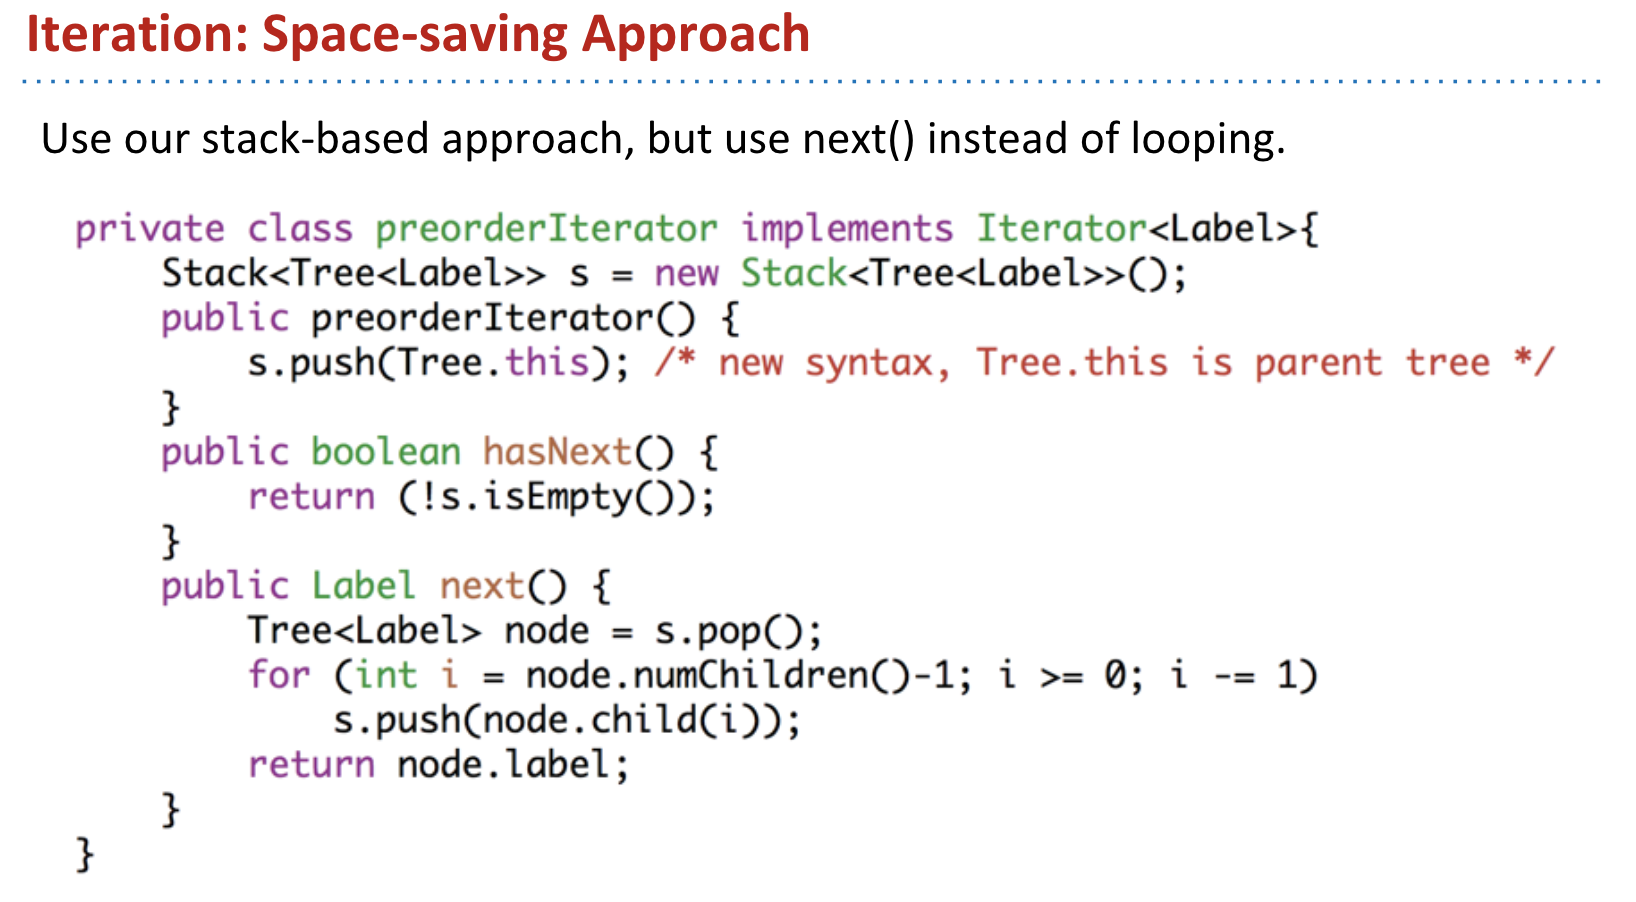 Iteration: Space-saving Approach
Use our stack-based approach, but use next() instead of looping.
private class preorderIterator implements Iterator<Label>{
    Stack<Tree<Label>> s = new Stack<Tree<Label>>();
    public preorderIterator() {
        s.push(Tree.this); /* new syntax, Tree.this is parent tree */
    }
    public boolean hasNext() {
        return (!s.isEmpty());
    }
    public Label next() {
        Tree<Label> node = s.pop();
        for (int i = node.numChildren()-1; i >= 0; i -= 1)
            s.push(node.child(i));
        return node.label;
    }
}